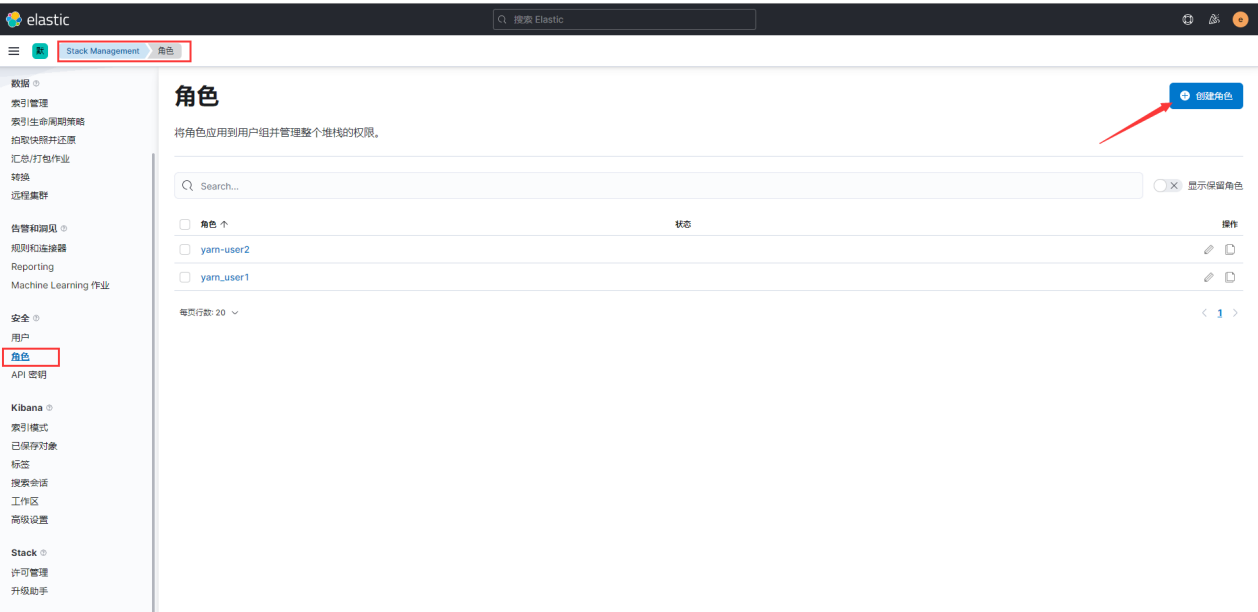 elastic
搜索 Elastic
e
默
Stack Management
角色
数据
索引管理
索引生命周期策略
拍取快照并还原
汇总/打包作业
转换
远程集群
告警和洞见
规则和连接器
Reporting
Machine Learning 作业
安全
用户
角色
API 密钥
Kibana
索引模式
已保存对象
标签
搜索会话
工作区
高级设置
Stack
许可管理
升级助手
角色
创建角色
将角色应用到用户组并管理整个堆栈的权限。
Search...
显示保留角色
角色 状态 操作
yarn-user2
yarn_user1
每页行数: 20
1